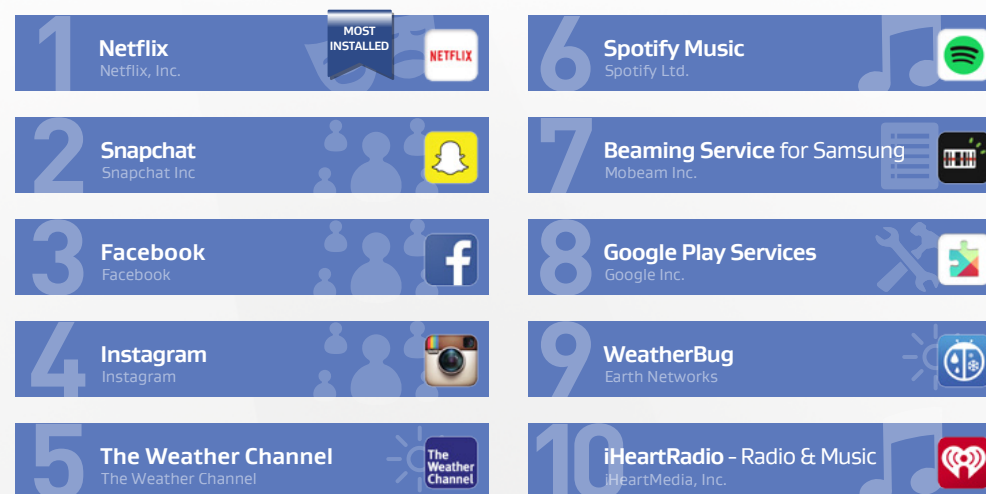 1
Netflix
Netflix, Inc.
MOST
INSTALLED
NETFLIX
2
Snapchat
Snapchat Inc
3
Facebook
Facebook
f
4
Instagram
Instagram
5
The Weather Channel
The Weather Channel
The
Weather
Channel
6
Spotify Music
Spotify Ltd.
7
Beaming Service for Samsung
Mobeam Inc.
8
Google Play Services
Google Inc.
9
WeatherBug
Earth Networks
10
iHeartRadio - Radio & Music
iHeartMedia, Inc.